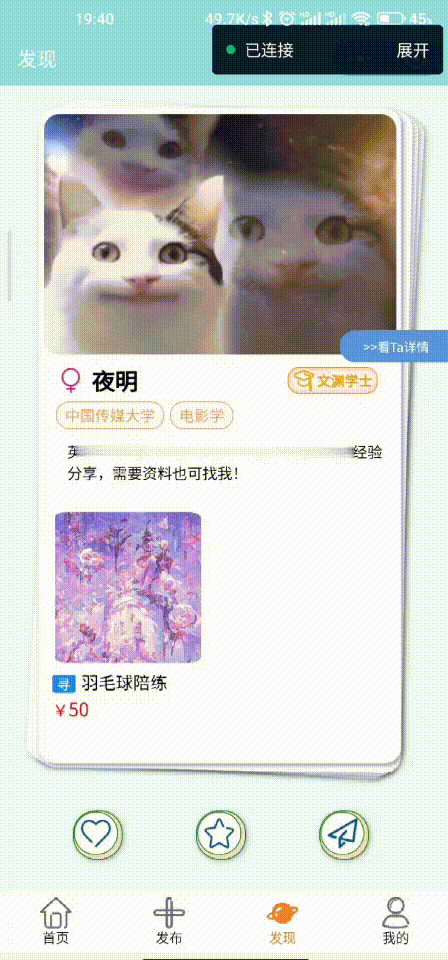 19:40
49.7K/s
45%
发现
已连接
展开
>>看Ta详情
夜明
文渊学士
中国传媒大学
电影学
经验
分享，需要资料也可找我！
寻 羽毛球陪练
￥50
首页
发布
发现
我的